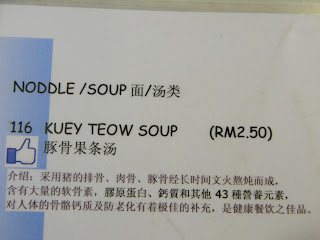 NODDLE /SOUP 面/汤类
116 KUEY TEOW SOUP (RM2.50)
豚骨果条汤
介绍：采用猪的排骨、肉骨、豚骨经长时间文火熬炖而成，
含有大量的软骨素，膠原蛋白、鈣質和其他 43 種營养元素，
对人体的骨骼钙质及防老化有着极佳的补充，是健康餐饮之佳品。